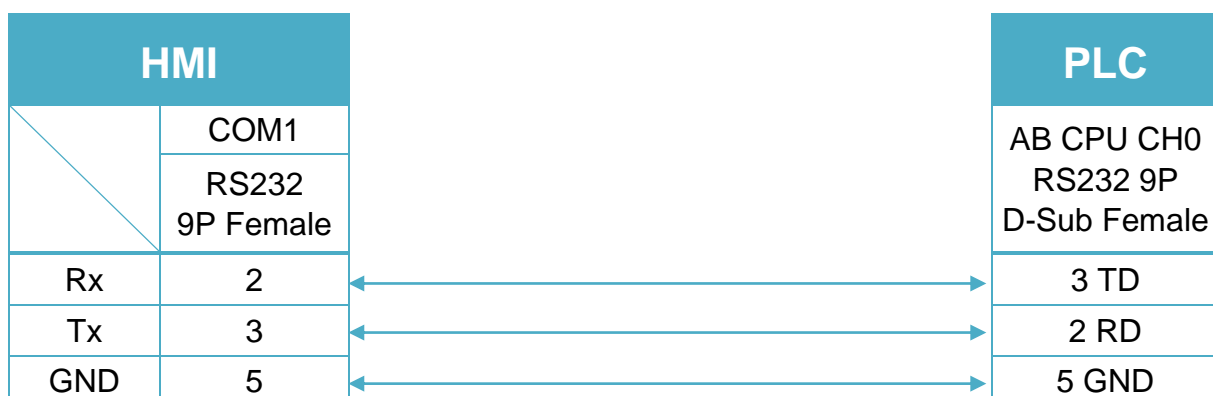 HMI PLC
COM1
RS232
9P Female
AB CPU CH0
RS232 9P
D-Sub Female
Rx 2 3 TD
Tx 3 2 RD
GND 5 5 GND